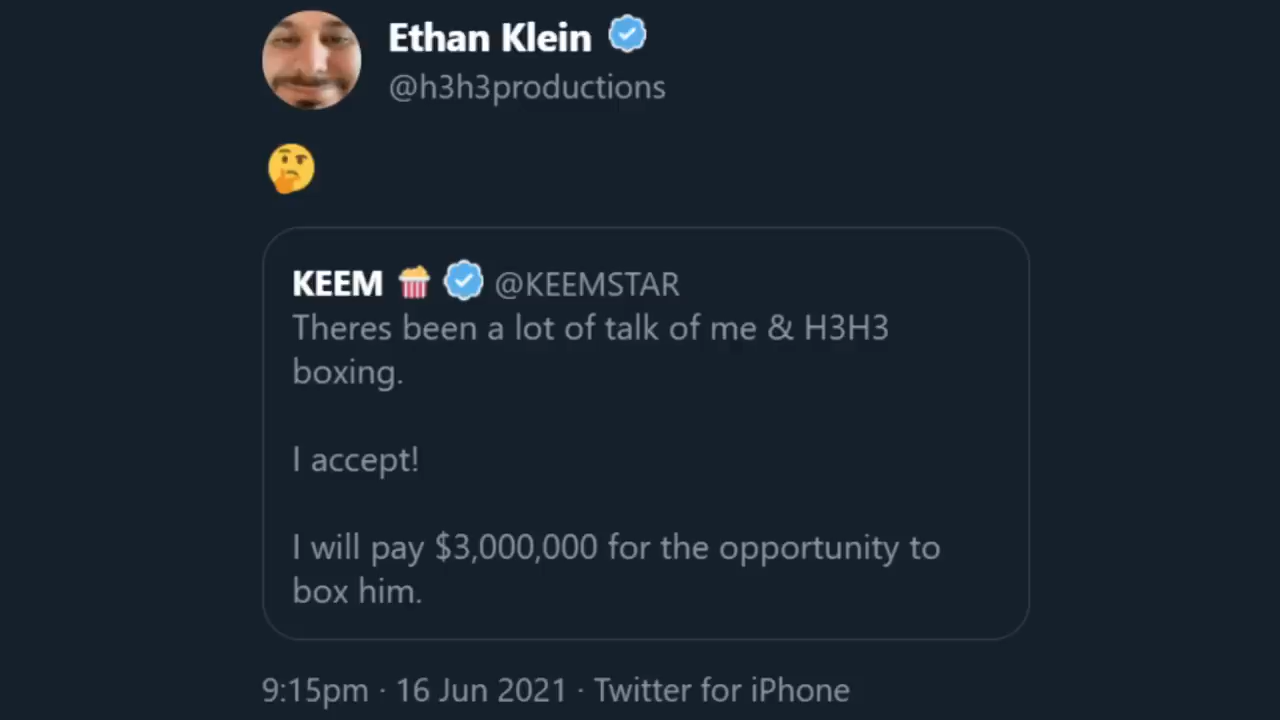 Ethan Klein
@h3h3productions
🤔
KEEM 🍿 @KEEMSTAR
Theres been a lot of talk of me & H3H3
boxing.
I accept!
I will pay $3,000,000 for the opportunity to
box him.
9:15pm · 16 Jun 2021 · Twitter for iPhone